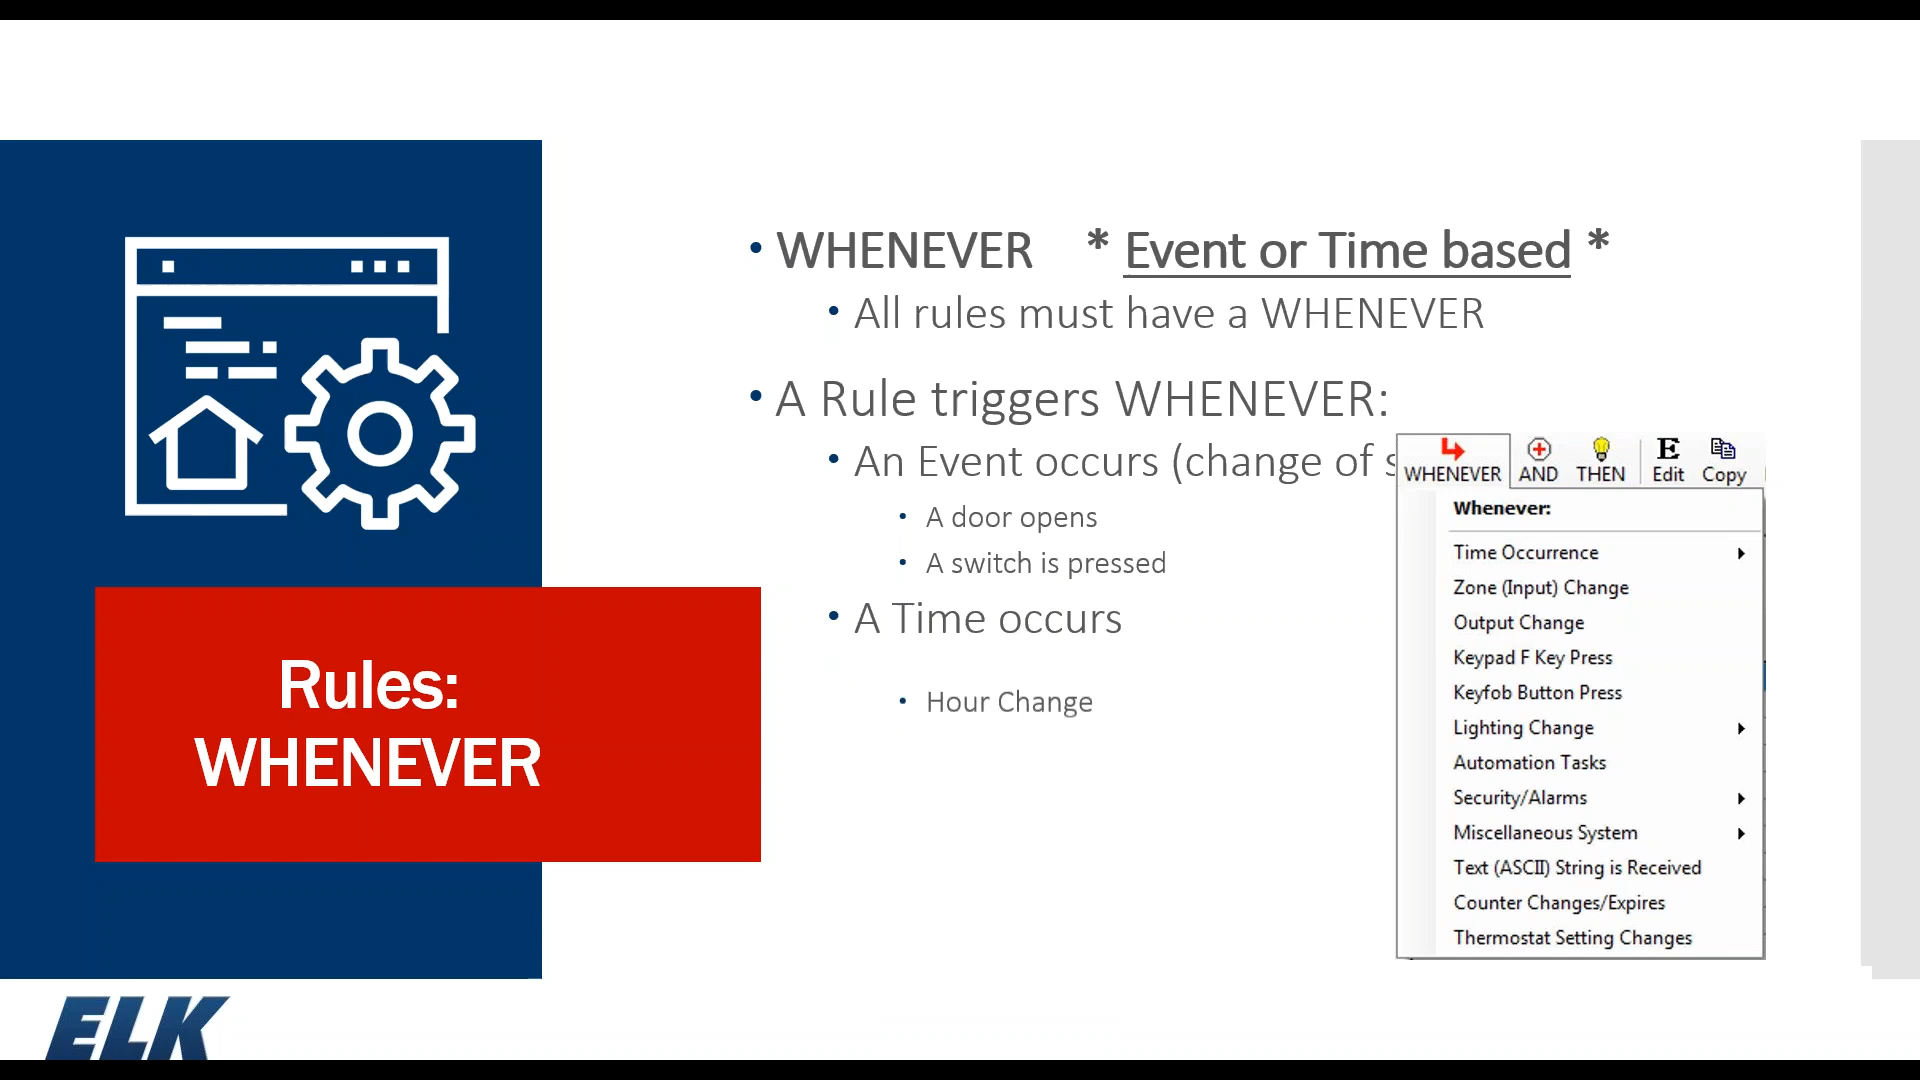 • WHENEVER * Event or Time based *
• All rules must have a WHENEVER
• A Rule triggers WHENEVER:
• An Event occurs (change of
• A door opens
• A switch is pressed
• A Time occurs
• Hour Change
Rules:
WHENEVER
WHENEVER AND THEN Edit Copy
Whenever:
Time Occurrence
Zone (Input) Change
Output Change
Keypad F Key Press
Keyfob Button Press
Lighting Change
Automation Tasks
Security/Alarms
Miscellaneous System
Text (ASCII) String is Received
Counter Changes/Expires
Thermostat Setting Changes
ELK